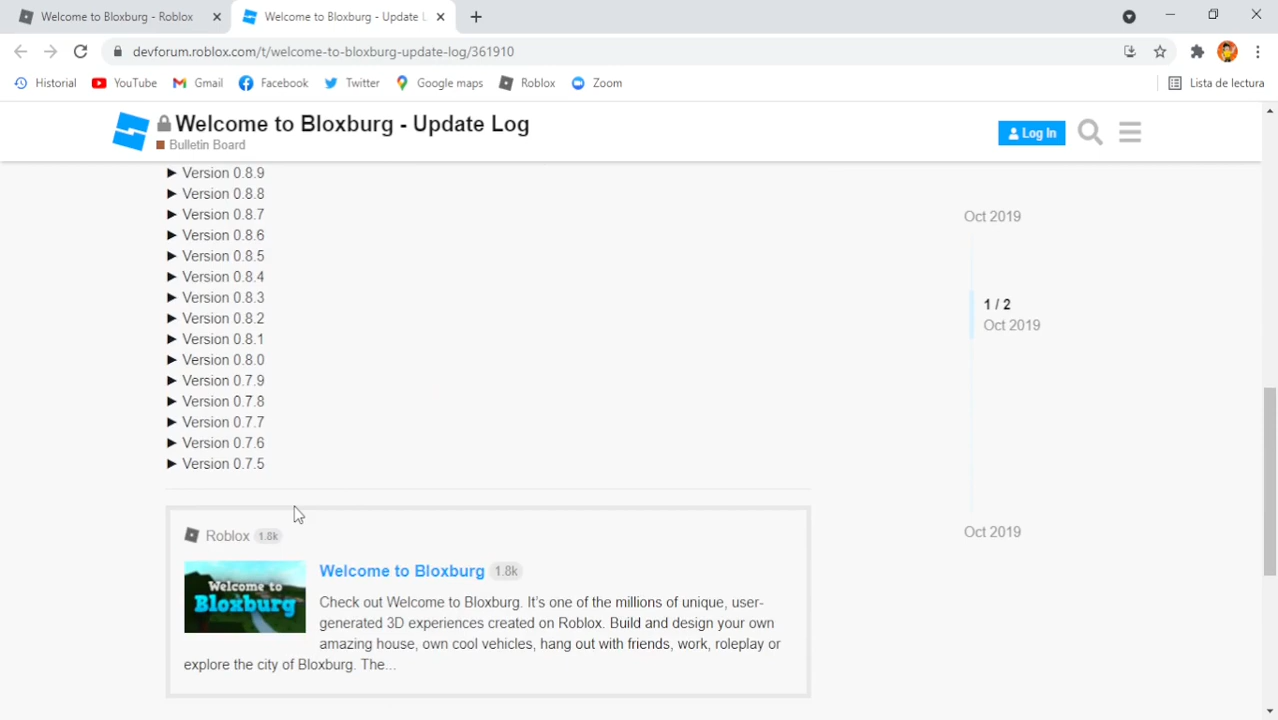 Welcome to Bloxburg - Roblox
Welcome to Bloxburg - Update L
devforum.roblox.com/t/welcome-to-bloxburg-update-log/361910
Historial
YouTube
Gmail
Facebook
Twitter
Google maps
Roblox
Zoom
Lista de lectura
Welcome to Bloxburg - Update Log
Bulletin Board
Log In
Version 0.8.9
Version 0.8.8
Version 0.8.7
Version 0.8.6
Version 0.8.5
Version 0.8.4
Version 0.8.3
Version 0.8.2
Version 0.8.1
Version 0.8.0
Version 0.7.9
Version 0.7.8
Version 0.7.7
Version 0.7.6
Version 0.7.5
Oct 2019
1 / 2
Oct 2019
Oct 2019
Roblox 1.8k
Welcome to
Bloxburg
Welcome to Bloxburg 1.8k
Check out Welcome to Bloxburg. It's one of the millions of unique, user-
generated 3D experiences created on Roblox. Build and design your own
amazing house, own cool vehicles, hang out with friends, work, roleplay or
explore the city of Bloxburg. The...